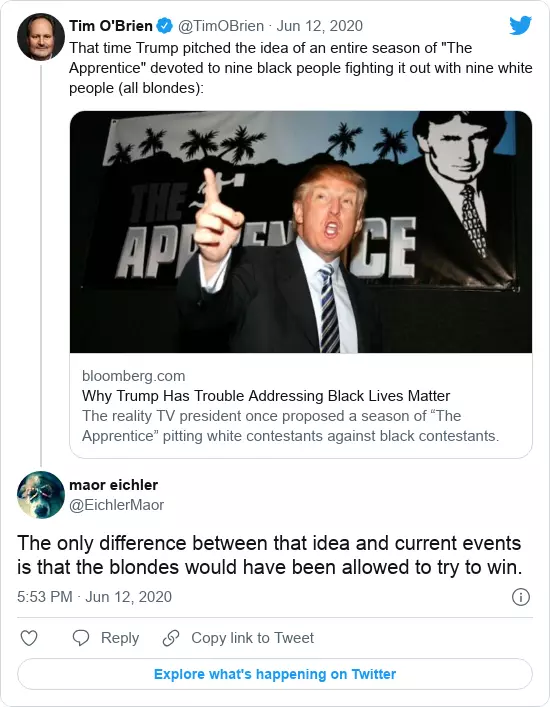 Tim O'Brien @TimOBrien · Jun 12, 2020
That time Trump pitched the idea of an entire season of "The
Apprentice" devoted to nine black people fighting it out with nine white
people (all blondes):
THE
APPRENTICE
bloomberg.com
Why Trump Has Trouble Addressing Black Lives Matter
The reality TV president once proposed a season of “The
Apprentice” pitting white contestants against black contestants.
maor eichler
@EichlerMaor
The only difference between that idea and current events
is that the blondes would have been allowed to try to win.
5:53 PM · Jun 12, 2020
Reply
Copy link to Tweet
Explore what's happening on Twitter